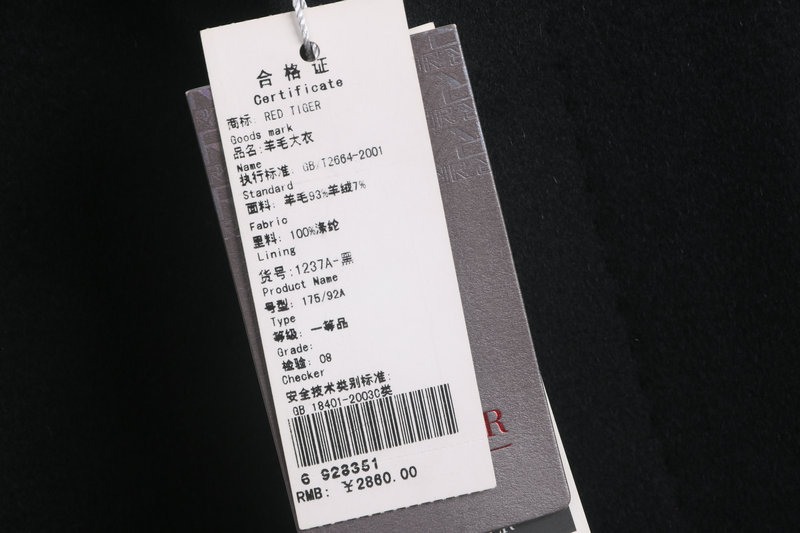 合格证
Certificate
商标: RED TIGER
Goods mark
品名:羊毛大衣
Name
执行标准: GB/T2664-2001
Standard
面料: 羊毛93%羊绒7%
Fabric
里料: 100%涤纶
Lining
货号:1237A-黑
Product Name
号型: 175/92A
Type
等级: 一等品
Grade:
检验: 08
Checker
安全技术类别标准:
GB 18401-2003C类
6 923351
RMB: ￥2860.00
R